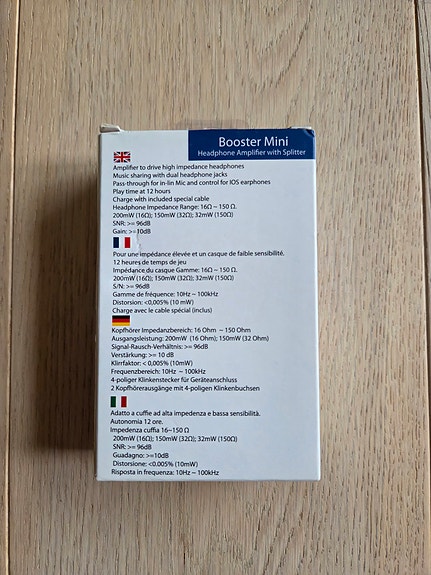 Booster Mini
Headphone Amplifier with Splitter
Amplifier to drive high impedance headphones
Music sharing with dual headphone jacks
Pass-through for in-lin Mic and control for IOS earphones
Play time at 12 hours
Charge with included special cable
Headphone Impedance Range: 16Ω ~ 150 Ω.
200mW (16Ω); 150mW (32Ω); 32mW (150Ω)
SNR: >= 96dB
Gain: >=10dB
Pour une impédance élevée et un casque de faible sensibilité.
12 heures de temps de jeu
Impédance du casque Gamme: 16Ω ~ 150 Ω.
200mW (16Ω); 150mW (32Ω); 32mW (150Ω)
S/N: >= 96dB
Gamme de fréquence: 10Hz ~ 100kHz
Distorsion: <0,005% (10 mW)
Charge avec le cable spécial (inclus)
Kopfhörer Impedanzbereich: 16 Ohm ~ 150 Ohm
Ausgangsleistung: 200mW (16 Ohm); 150mW (32 Ohm)
Signal-Rausch-Verhältnis: >= 96dB
Verstärkung: >= 10 dB
Klirrfaktor: < 0,005% (10mW)
Frequenzbereich: 10Hz ~ 100kHz
4-poliger Klinkenstecker für Geräteanschluss
2 Kopfhörerausgänge mit 4-poligen Klinkenbuchsen
Adatto a cuffie ad alta impedenza e bassa sensibilità.
Autonomia 12 ore.
Impedenza cuffia 16~150 Ω
200mW (16Ω); 150mW (32Ω); 32mW (150Ω)
SNR: >= 96dB
Guadagno: >=10dB
Distorsione: <0.005% (10mW)
Risposta in frequenza: 10Hz ~ 100kHz